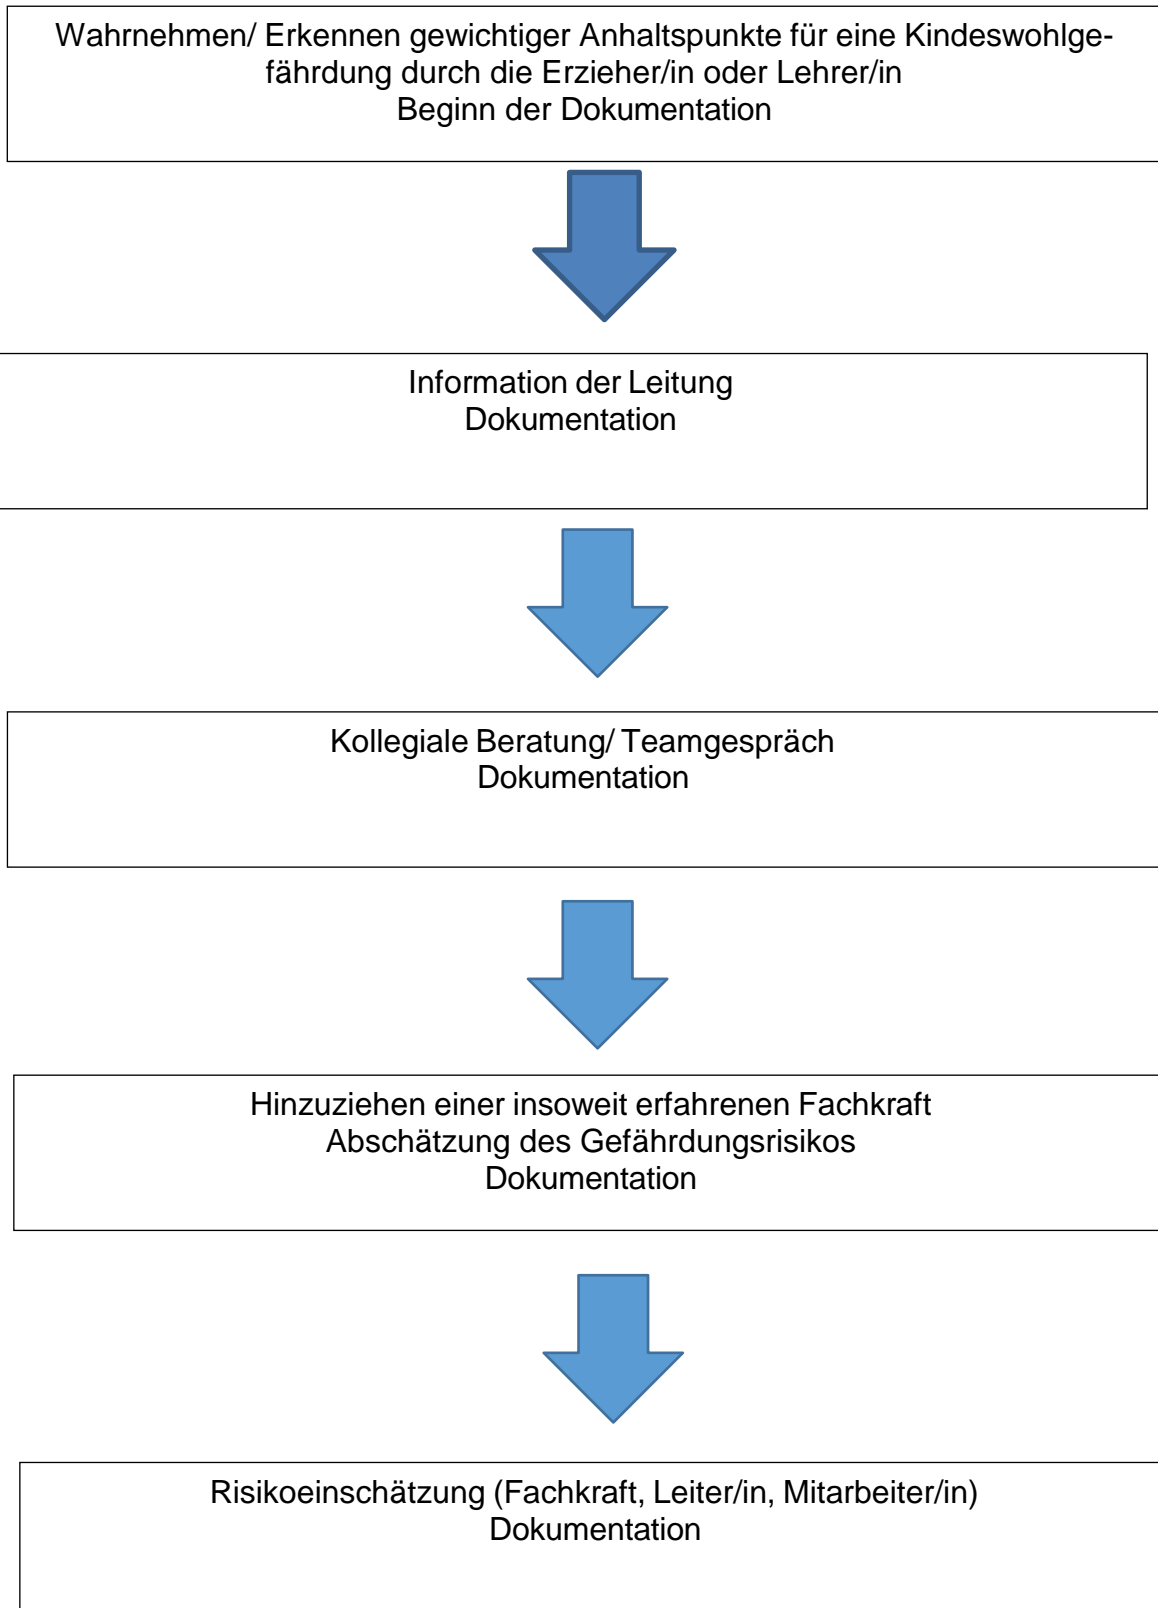 Wahrnehmen/ Erkennen gewichtiger Anhaltspunkte für eine Kindeswohlge-
fährdung durch die Erzieher/in oder Lehrer/in
Beginn der Dokumentation
Information der Leitung
Dokumentation
Kollegiale Beratung/ Teamgespräch
Dokumentation
Hinzuziehen einer insoweit erfahrenen Fachkraft
Abschätzung des Gefährdungsrisikos
Dokumentation
Risikoeinschätzung (Fachkraft, Leiter/in, Mitarbeiter/in)
Dokumentation